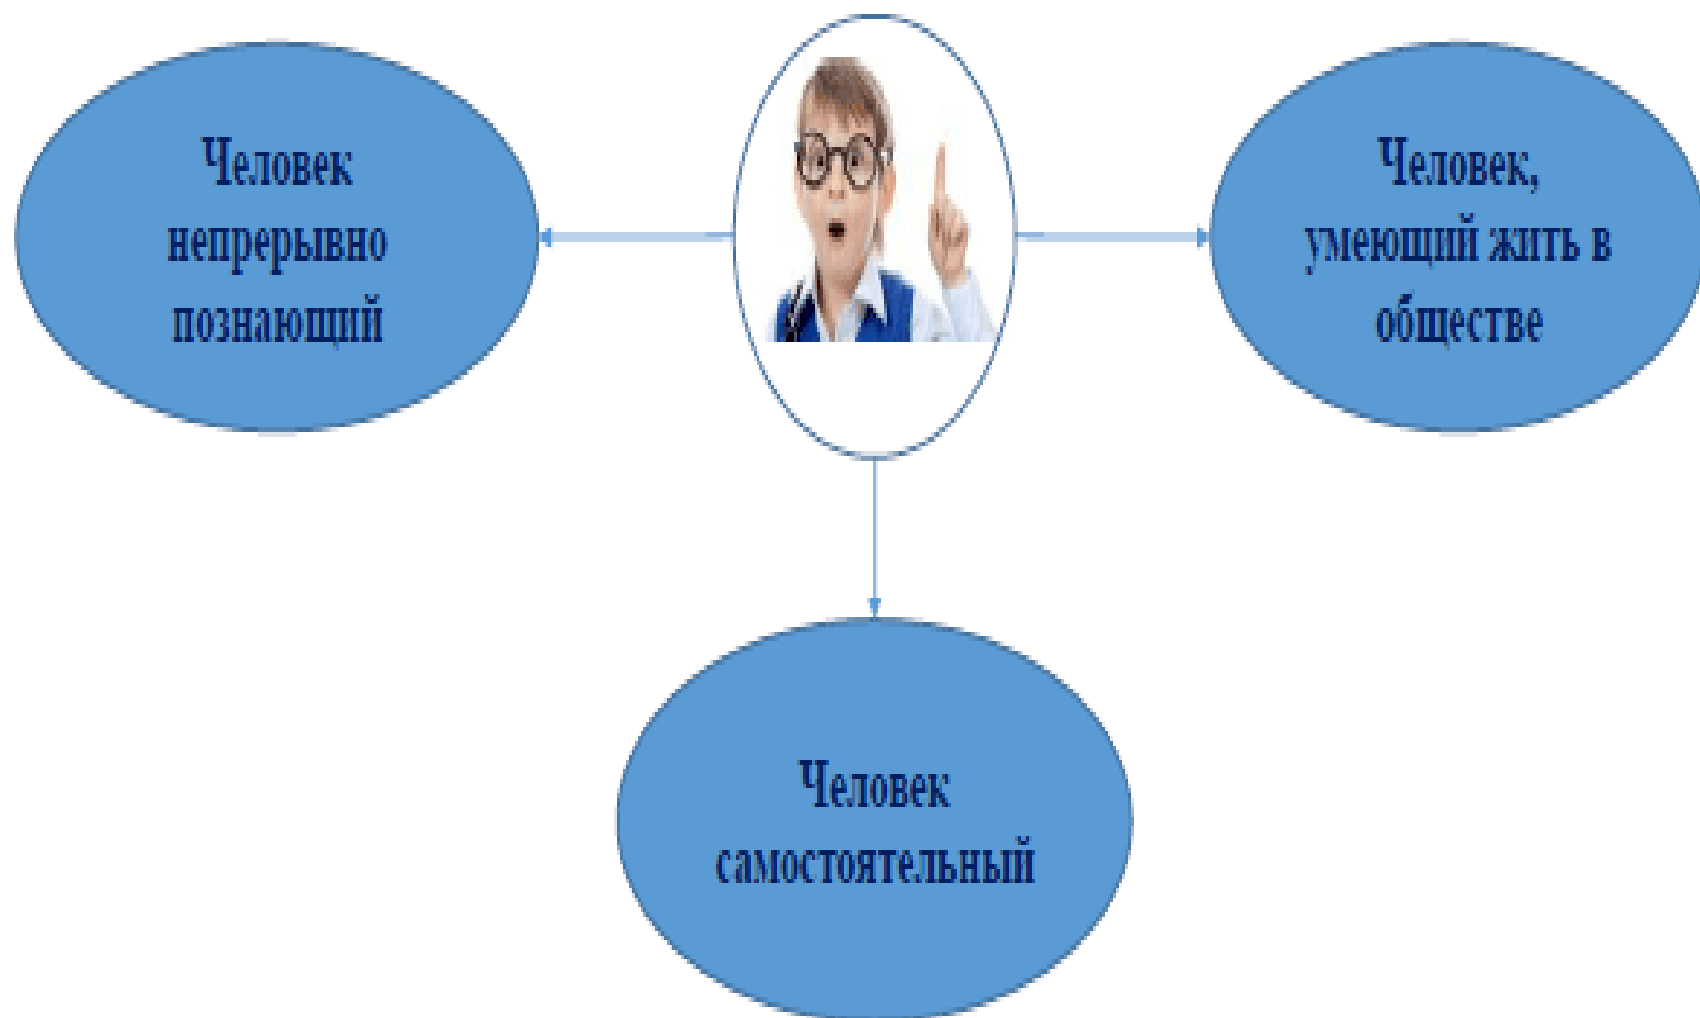 Человек
непрерывно
познающий
Человек,
умеющий жить в
обществе
Человек
самостоятельный